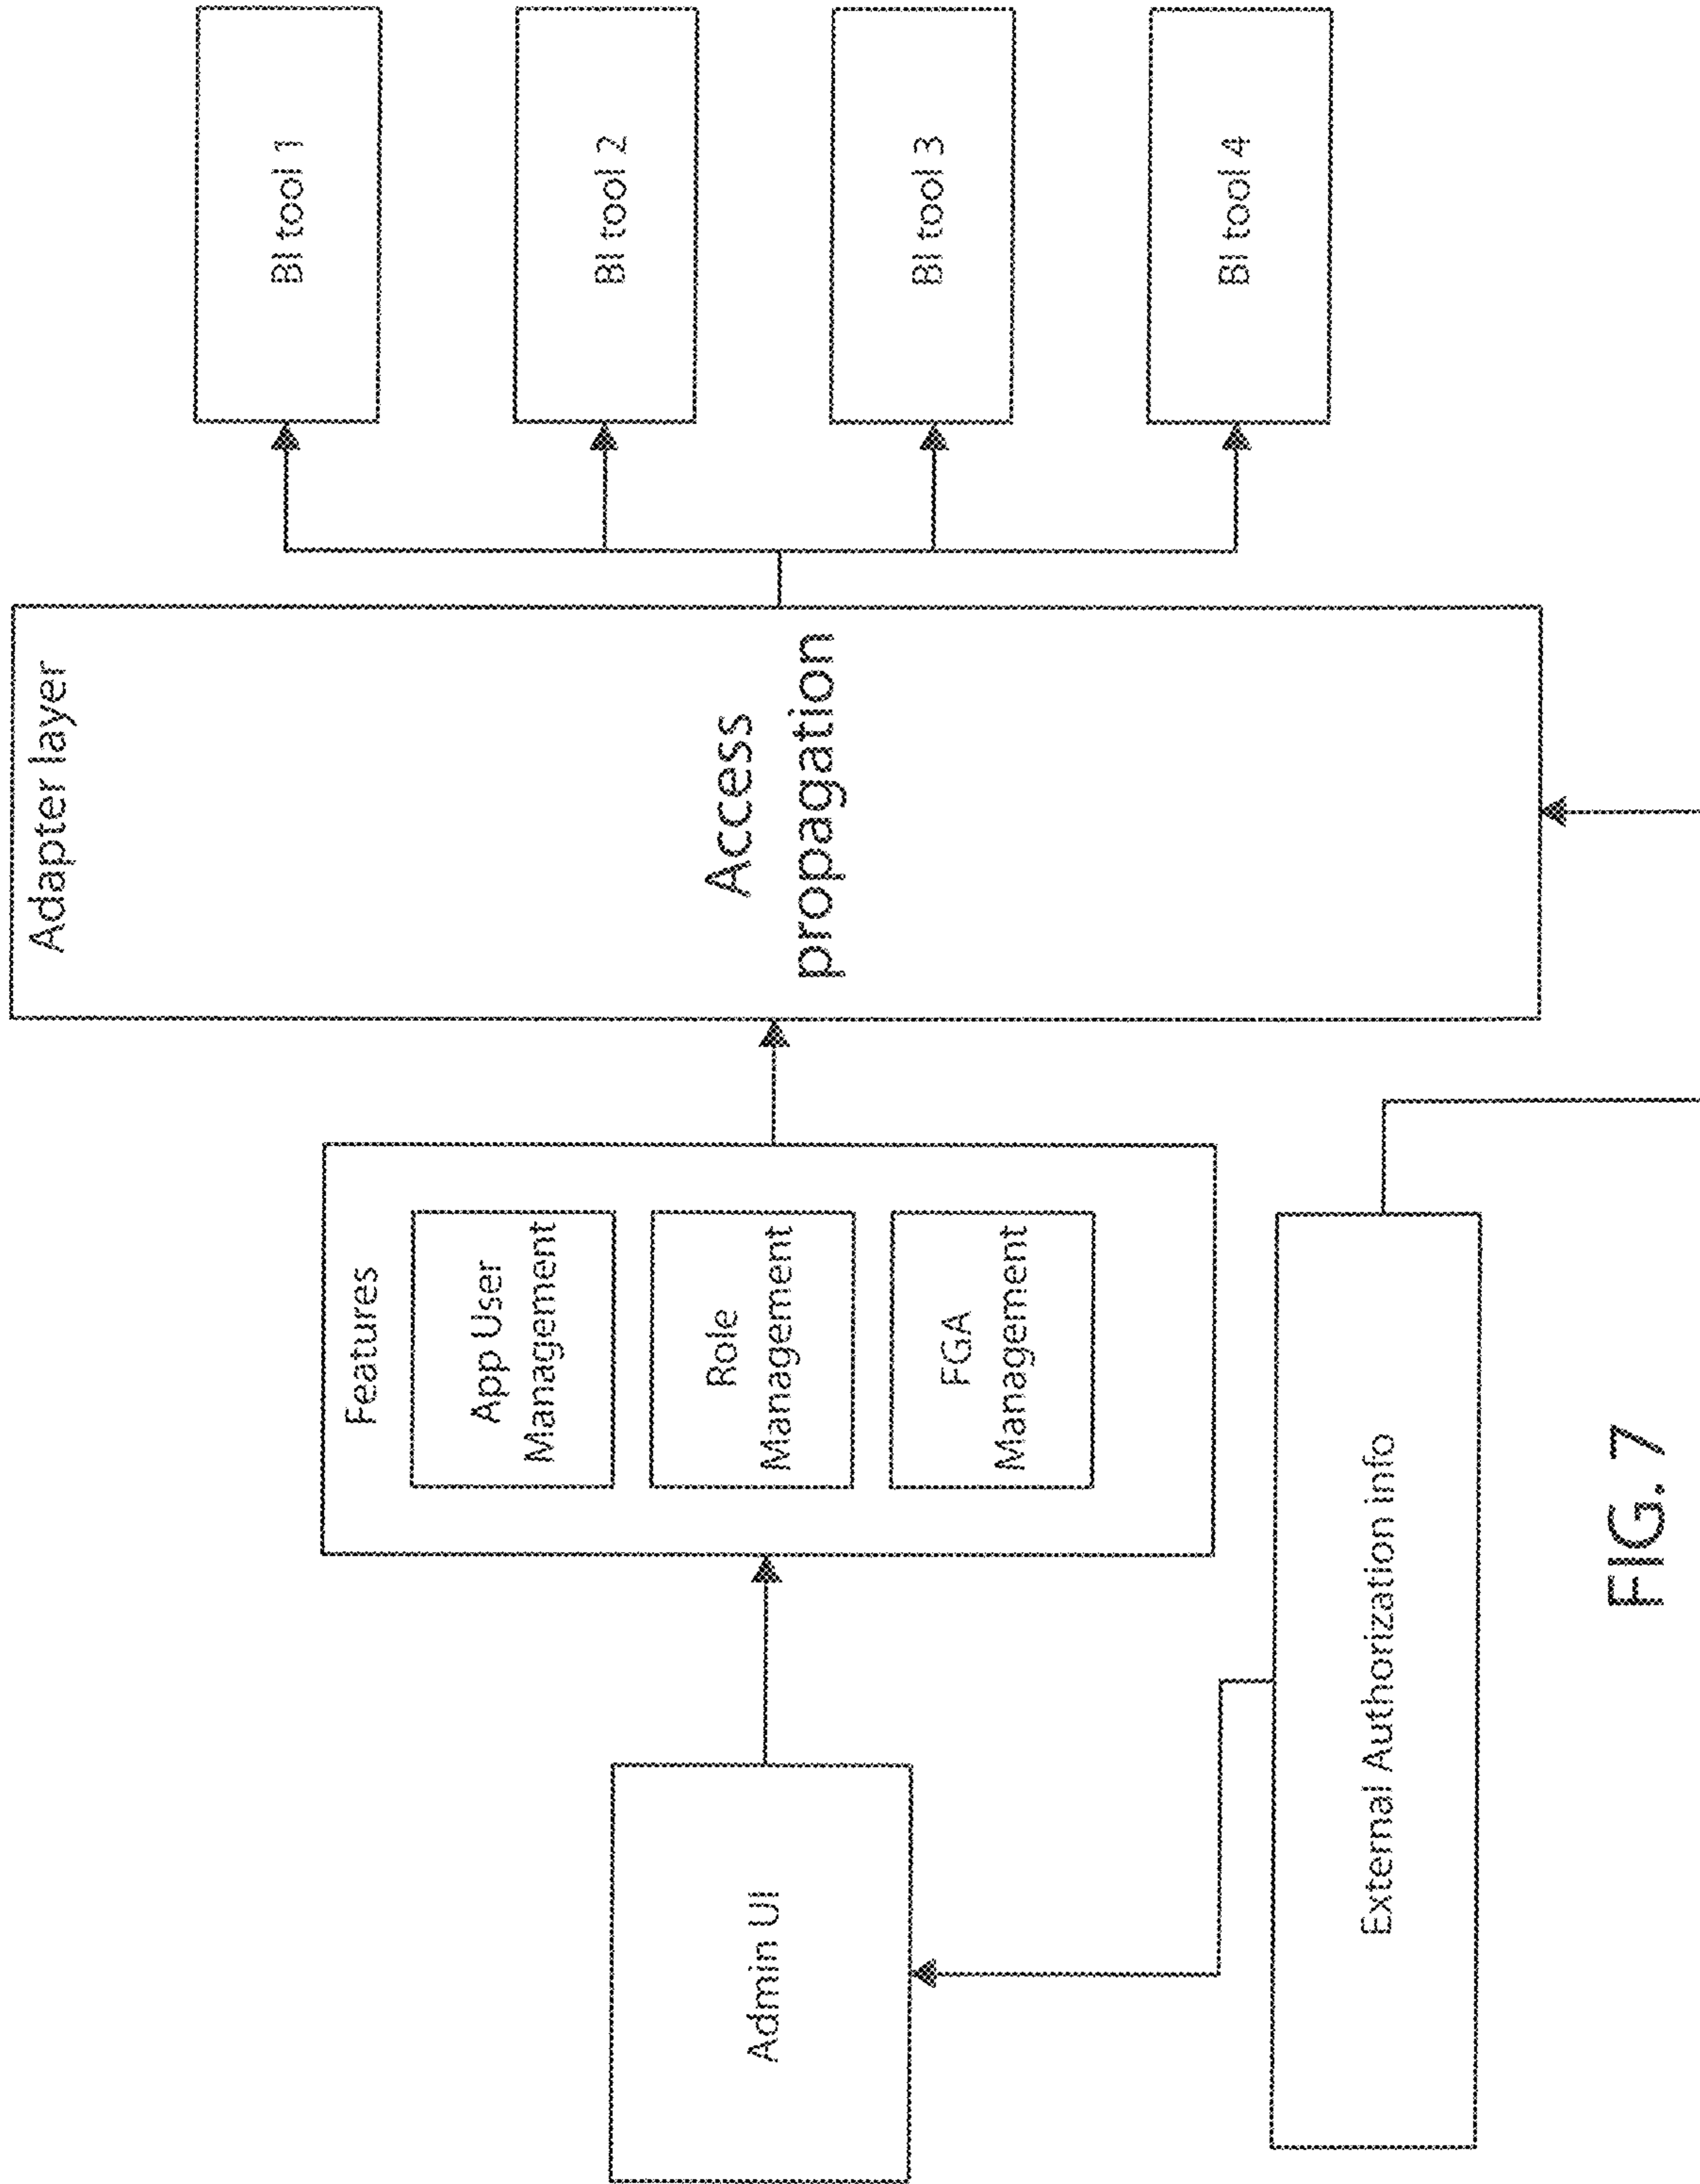 Admin UI
Features
App User
Management
Role
Management
FGA
Management
External Authorization info
Adapter layer
Access
propagation
BI tool 1
BI tool 2
BI tool 3
BI tool 4
FIG. 7